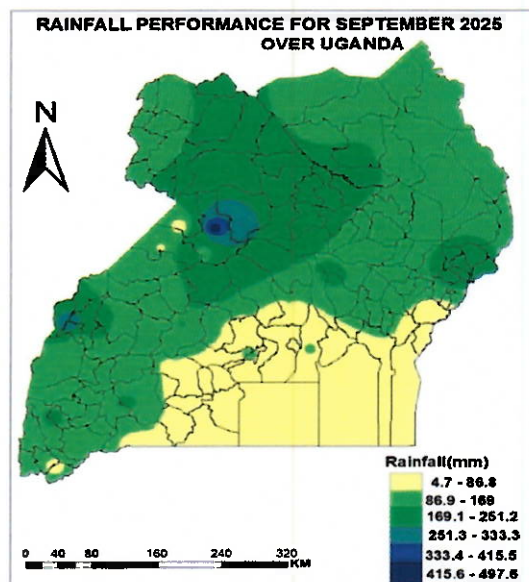 RAINFALL PERFORMANCE FOR SEPTEMBER 2025
OVER UGANDA
N
Rainfall(mm)
4.7 - 86.8
86.9 - 169
169.1 - 251.2
251.3 - 333.3
333.4 - 415.5
415.6 - 497.6
0 40 80 160 240 320
KM